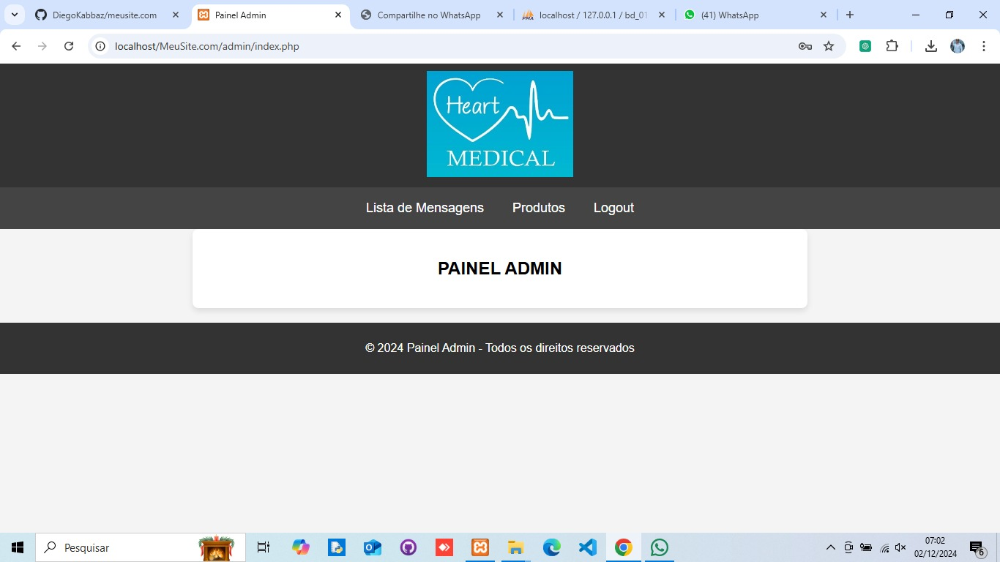 DiegoKabbaz/meusite.com
Painel Admin
Compartilhe no WhatsApp
PMA
localhost / 127.0.0.1 / bd_01
(41) WhatsApp
localhost/MeuSite.com/admin/index.php
Heart
MEDICAL
Lista de Mensagens
Produtos
Logout
PAINEL ADMIN
© 2024 Painel Admin - Todos os direitos reservados
Pesquisar
07:02
02/12/2024
6